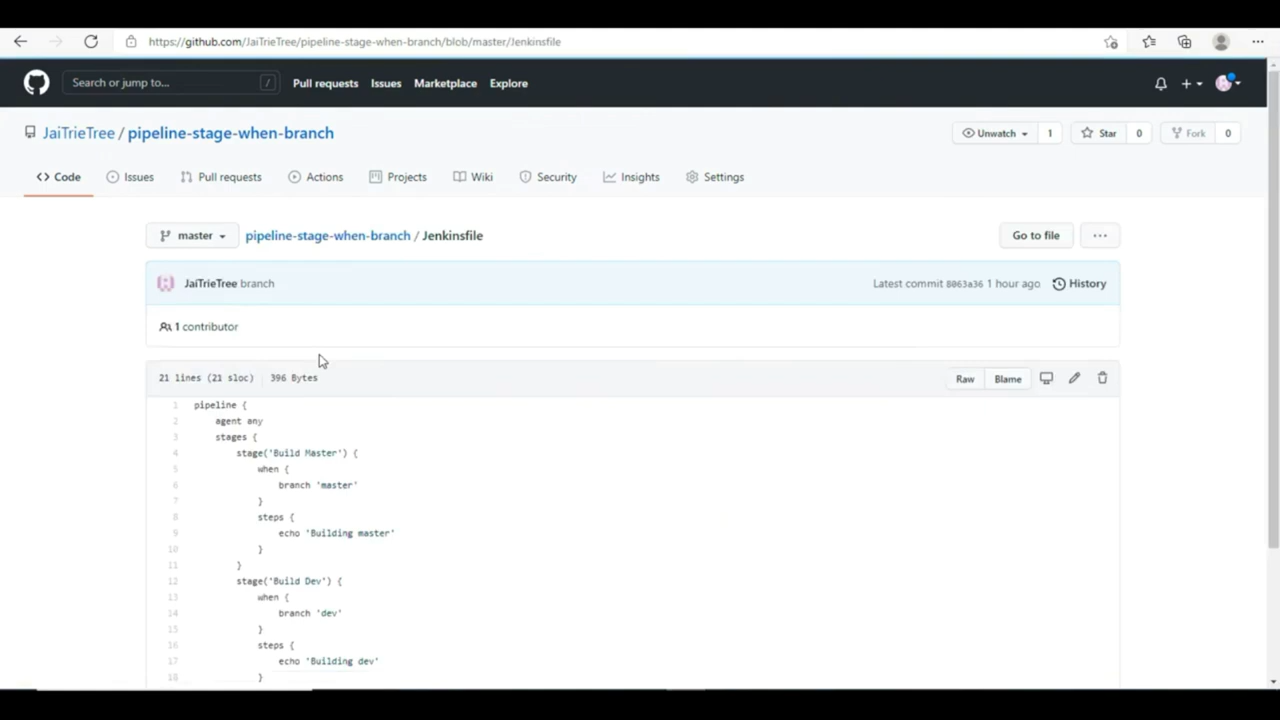 https://github.com/JaiTrieTree/pipeline-stage-when-branch/blob/master/Jenkinsfile
Search or jump to... / Pull requests Issues Marketplace Explore
JaiTrieTree / pipeline-stage-when-branch Unwatch 1 Star 0 Fork 0
Code Issues Pull requests Actions Projects Wiki Security Insights Settings
master pipeline-stage-when-branch / Jenkinsfile Go to file ...
JaiTrieTree branch Latest commit 8063a36 1 hour ago History
1 contributor
21 lines (21 sloc) 396 Bytes Raw Blame
1 pipeline {
2 agent any
3 stages {
4 stage('Build Master') {
5 when {
6 branch 'master'
7 }
8 steps {
9 echo 'Building master'
10 }
11 }
12 stage('Build Dev') {
13 when {
14 branch 'dev'
15 }
16 steps {
17 echo 'Building dev'
18 }